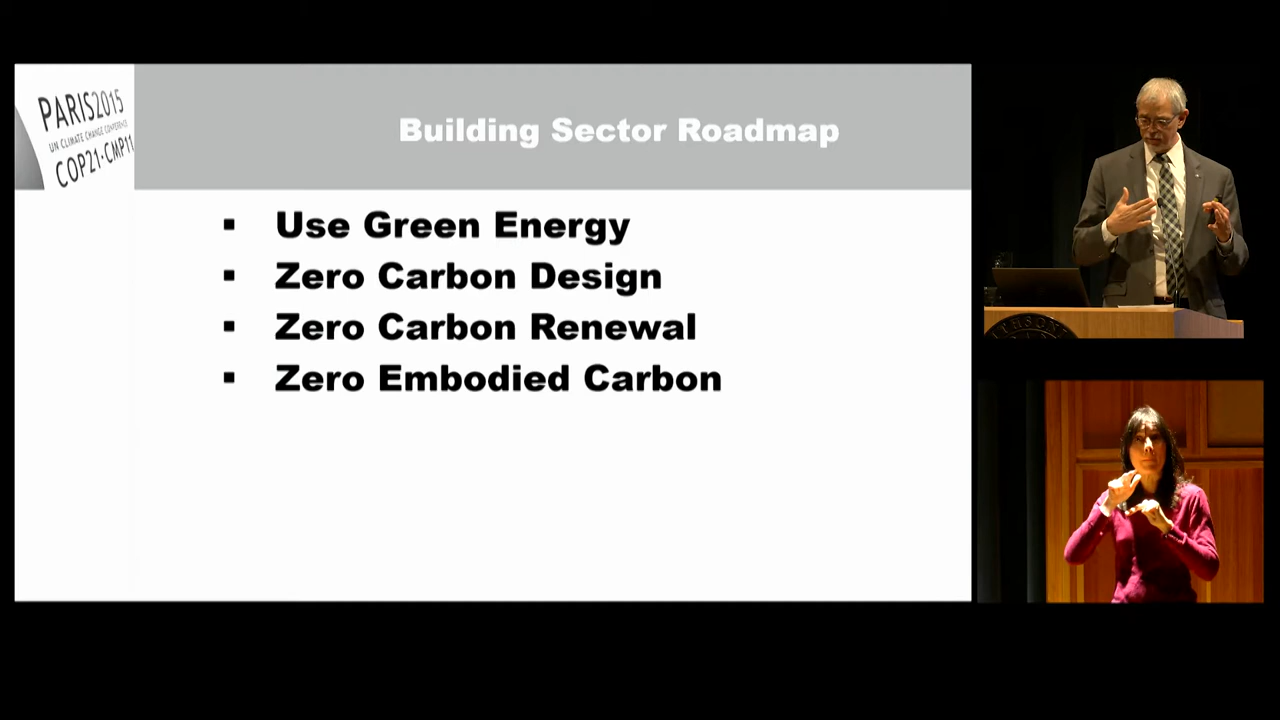 PARIS2015
UN CLIMATE CHANGE CONFERENCE
COP21·CMP11
Building Sector Roadmap
▪ Use Green Energy
▪ Zero Carbon Design
▪ Zero Carbon Renewal
▪ Zero Embodied Carbon
THSON